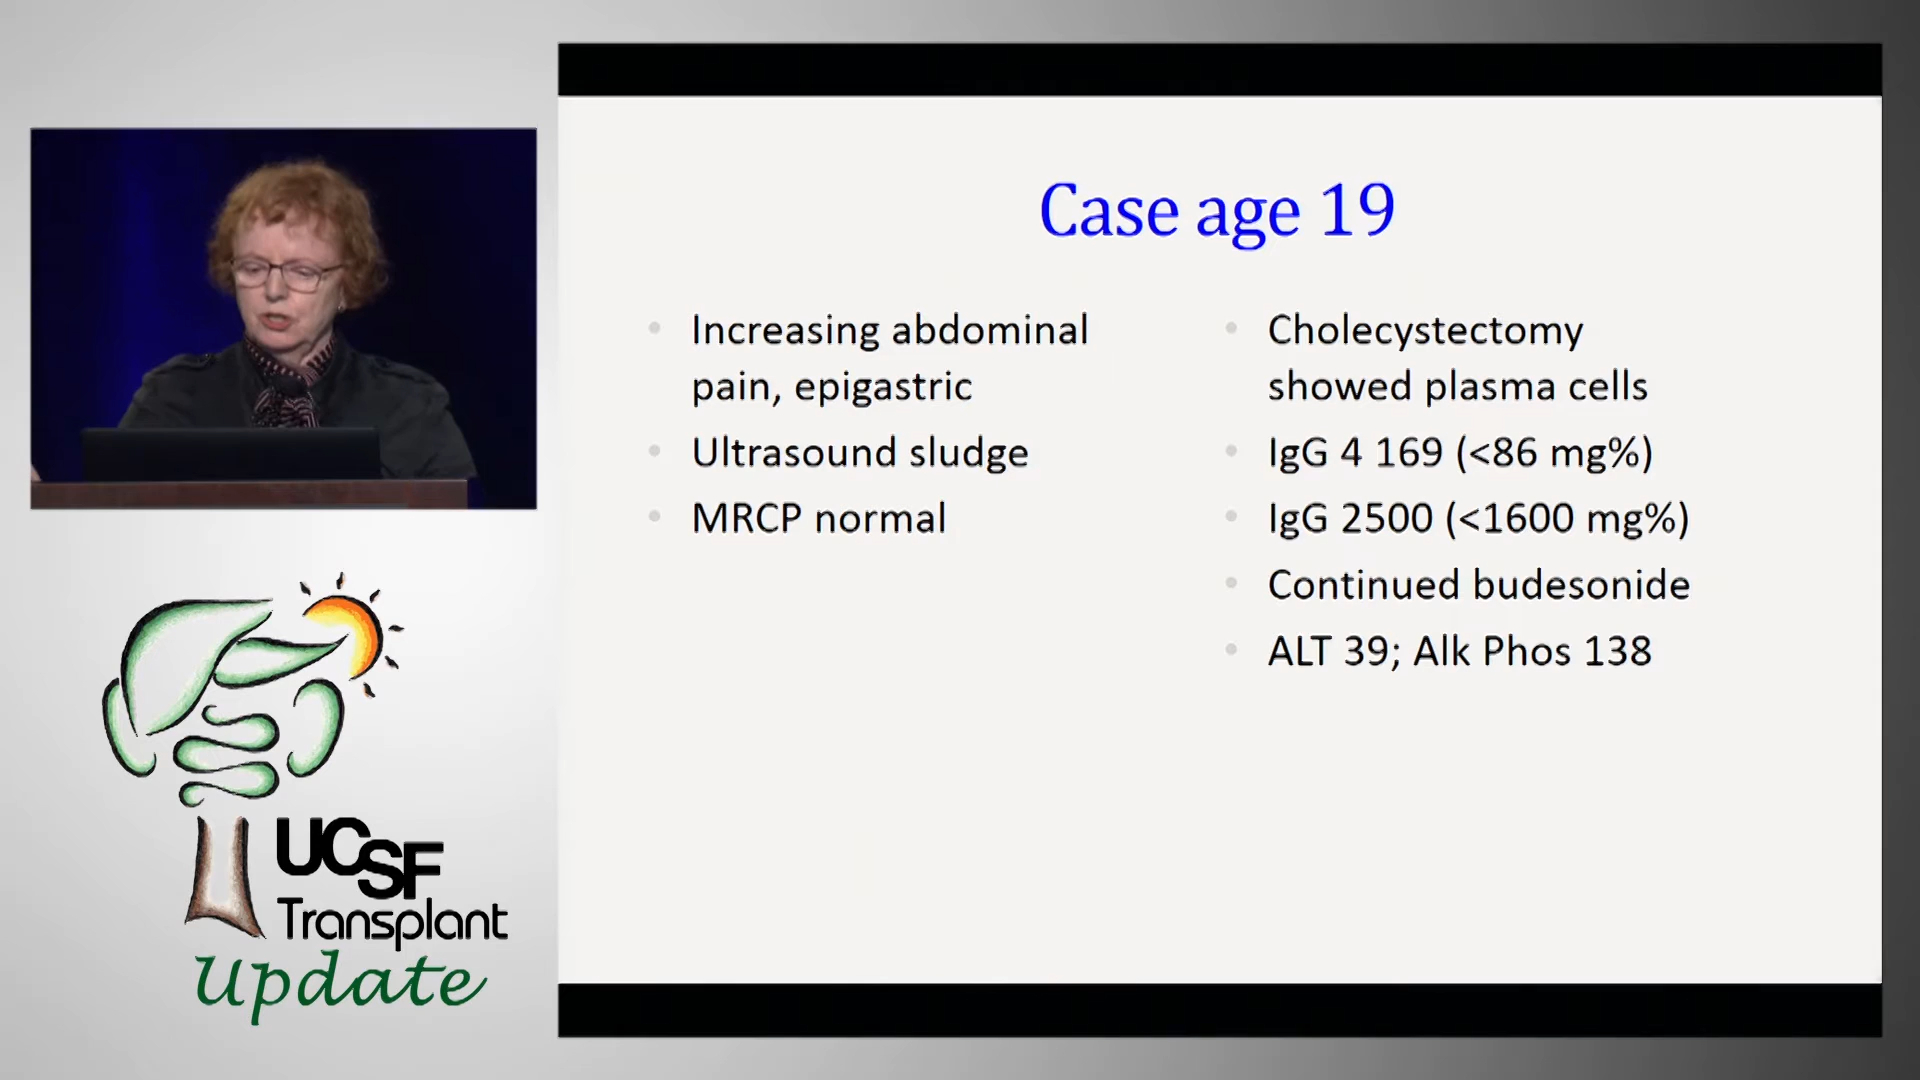 Case age 19
Increasing abdominal
pain, epigastric
Ultrasound sludge
MRCP normal
Cholecystectomy
showed plasma cells
IgG 4 169 (<86 mg%)
IgG 2500 (<1600 mg%)
Continued budesonide
ALT 39; Alk Phos 138
UCSF
Transplant
Update